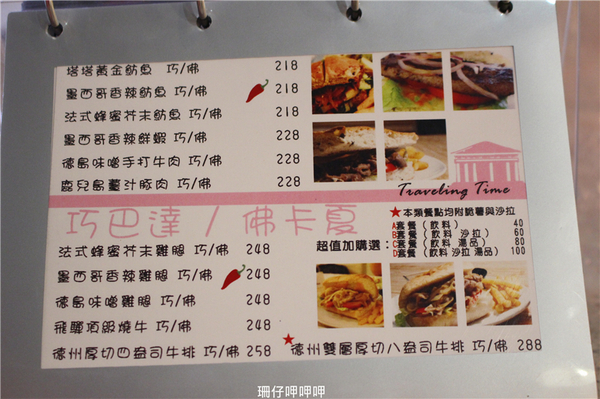 塔塔黃金魴魚 巧/佛 218
墨西哥香辣魴魚 巧/佛 218
法式蜂蜜芥末魴魚 巧/佛 218
墨西哥香辣鮮蝦 巧/佛 228
德島味噌手打牛肉 巧/佛 228
鹿兒島薑汁豚肉 巧/佛 228
Traveling Time
巧巴達 / 佛卡夏
★本類餐點均附脆薯與沙拉
超值加購選：
A套餐（飲料） 40
B套餐（飲料 沙拉） 60
C套餐（飲料 湯品） 80
D套餐（飲料 沙拉 湯品） 100
法式蜂蜜芥末雞腿 巧/佛 248
墨西哥香辣雞腿 巧/佛 248
德島味噌雞腿 巧/佛 248
飛驒頂級燒牛 巧/佛 248
德州厚切四盎司牛排 巧/佛 258
★德州雙層厚切八盎司牛排 巧/佛 288
珊仔呷呷呷